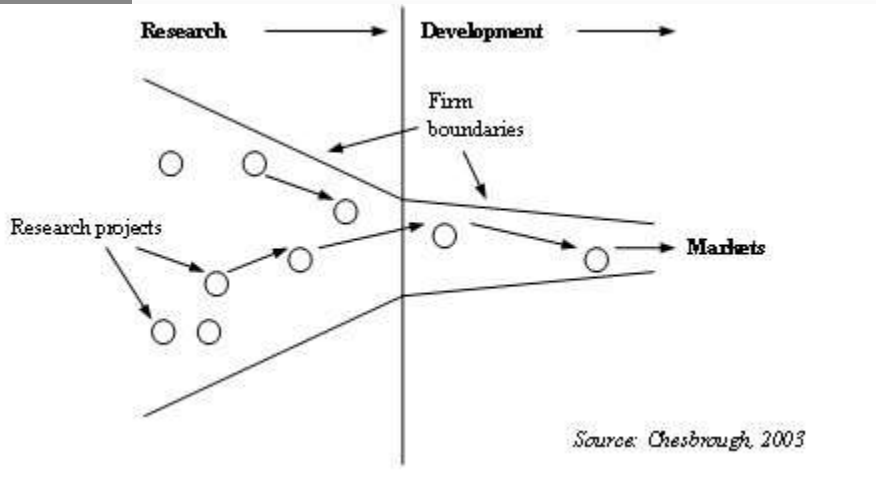 Research
Development
Firm
boundaries
Research projects
Markets
Source: Chesbrough, 2003